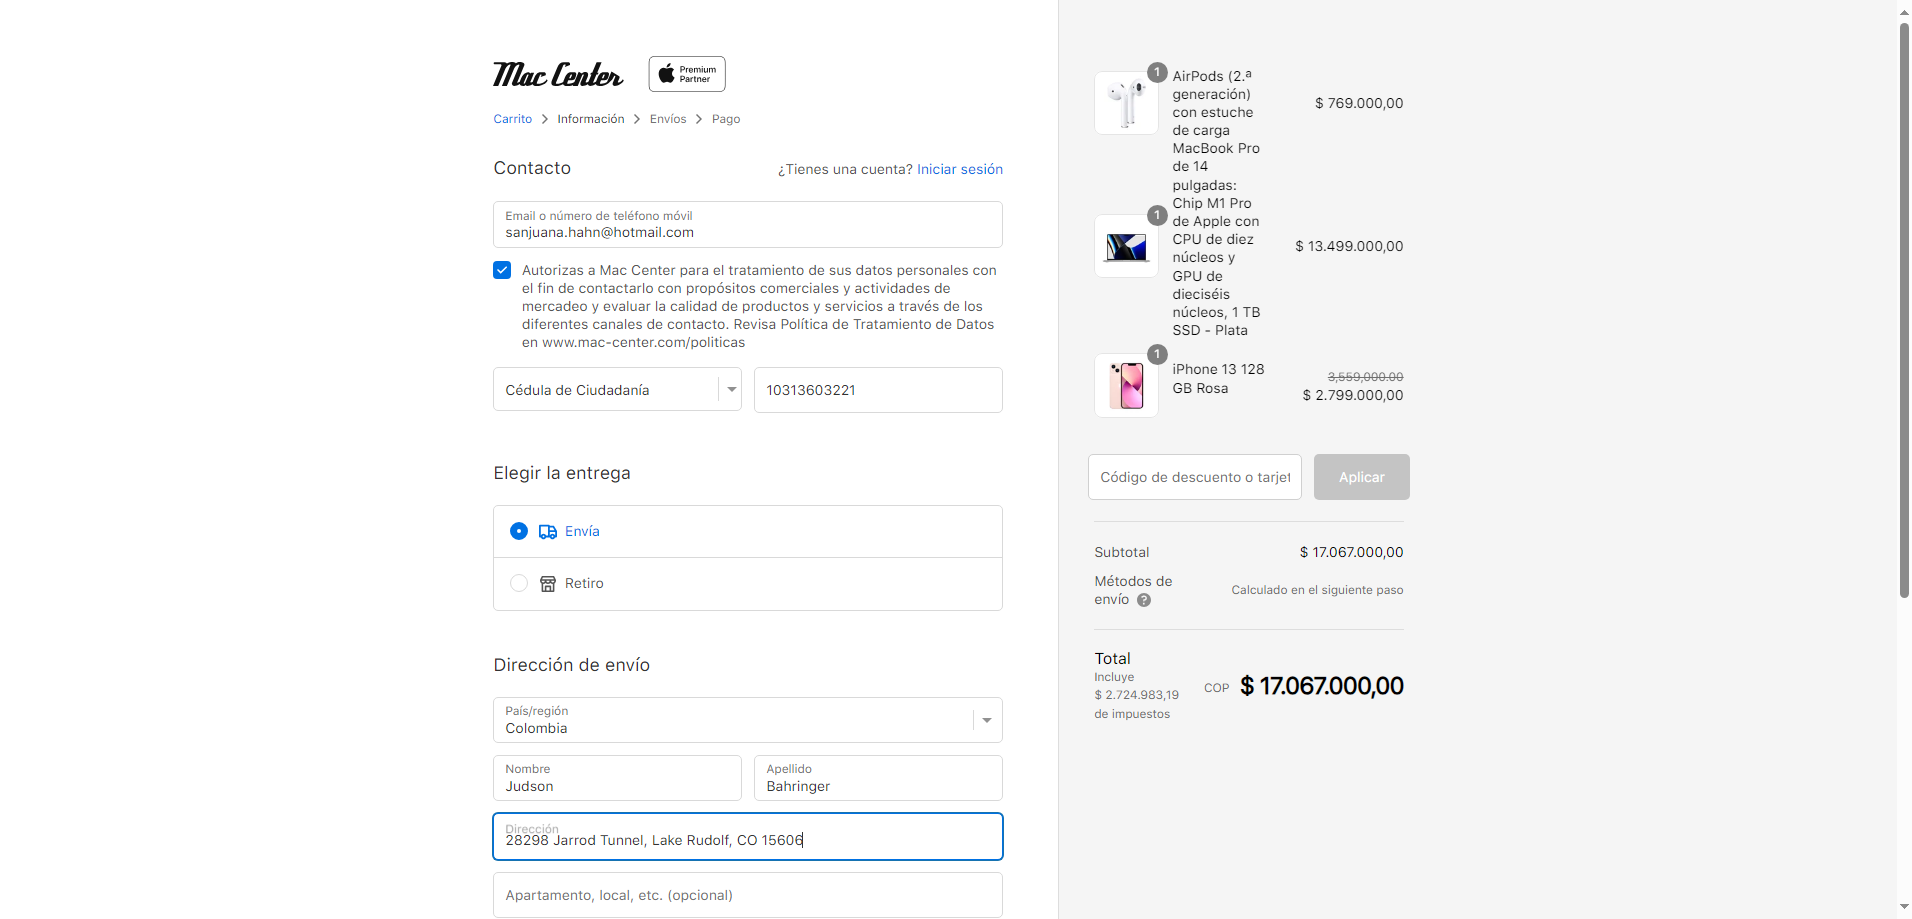 Mac Center
Premium
Partner
Carrito > Información > Envíos > Pago
Contacto
¿Tienes una cuenta? Iniciar sesión
Email o número de teléfono móvil
sanjuana.hahn@hotmail.com
Autorizas a Mac Center para el tratamiento de sus datos personales con
el fin de contactarlo con propósitos comerciales y actividades de
mercadeo y evaluar la calidad de productos y servicios a través de los
diferentes canales de contacto. Revisa Política de Tratamiento de Datos
en www.mac-center.com/politicas
Cédula de Ciudadanía
10313603221
Elegir la entrega
Envía
Retiro
Dirección de envío
País/región
Colombia
Nombre
Judson
Apellido
Bahringer
Dirección
28298 Jarrod Tunnel, Lake Rudolf, CO 15606
Apartamento, local, etc. (opcional)
1
AirPods (2.ª
generación)
con estuche
de carga
$ 769.000,00
1
MacBook Pro
de 14
pulgadas:
Chip M1 Pro
de Apple con
CPU de diez
núcleos y
GPU de
dieciséis
núcleos, 1 TB
SSD - Plata
$ 13.499.000,00
1
iPhone 13 128
GB Rosa
3,559,000.00
$ 2.799.000,00
Código de descuento o tarjet
Aplicar
Subtotal
$ 17.067.000,00
Métodos de
envío ?
Calculado en el siguiente paso
Total
Incluye
$ 2.724.983,19
de impuestos
COP $ 17.067.000,00